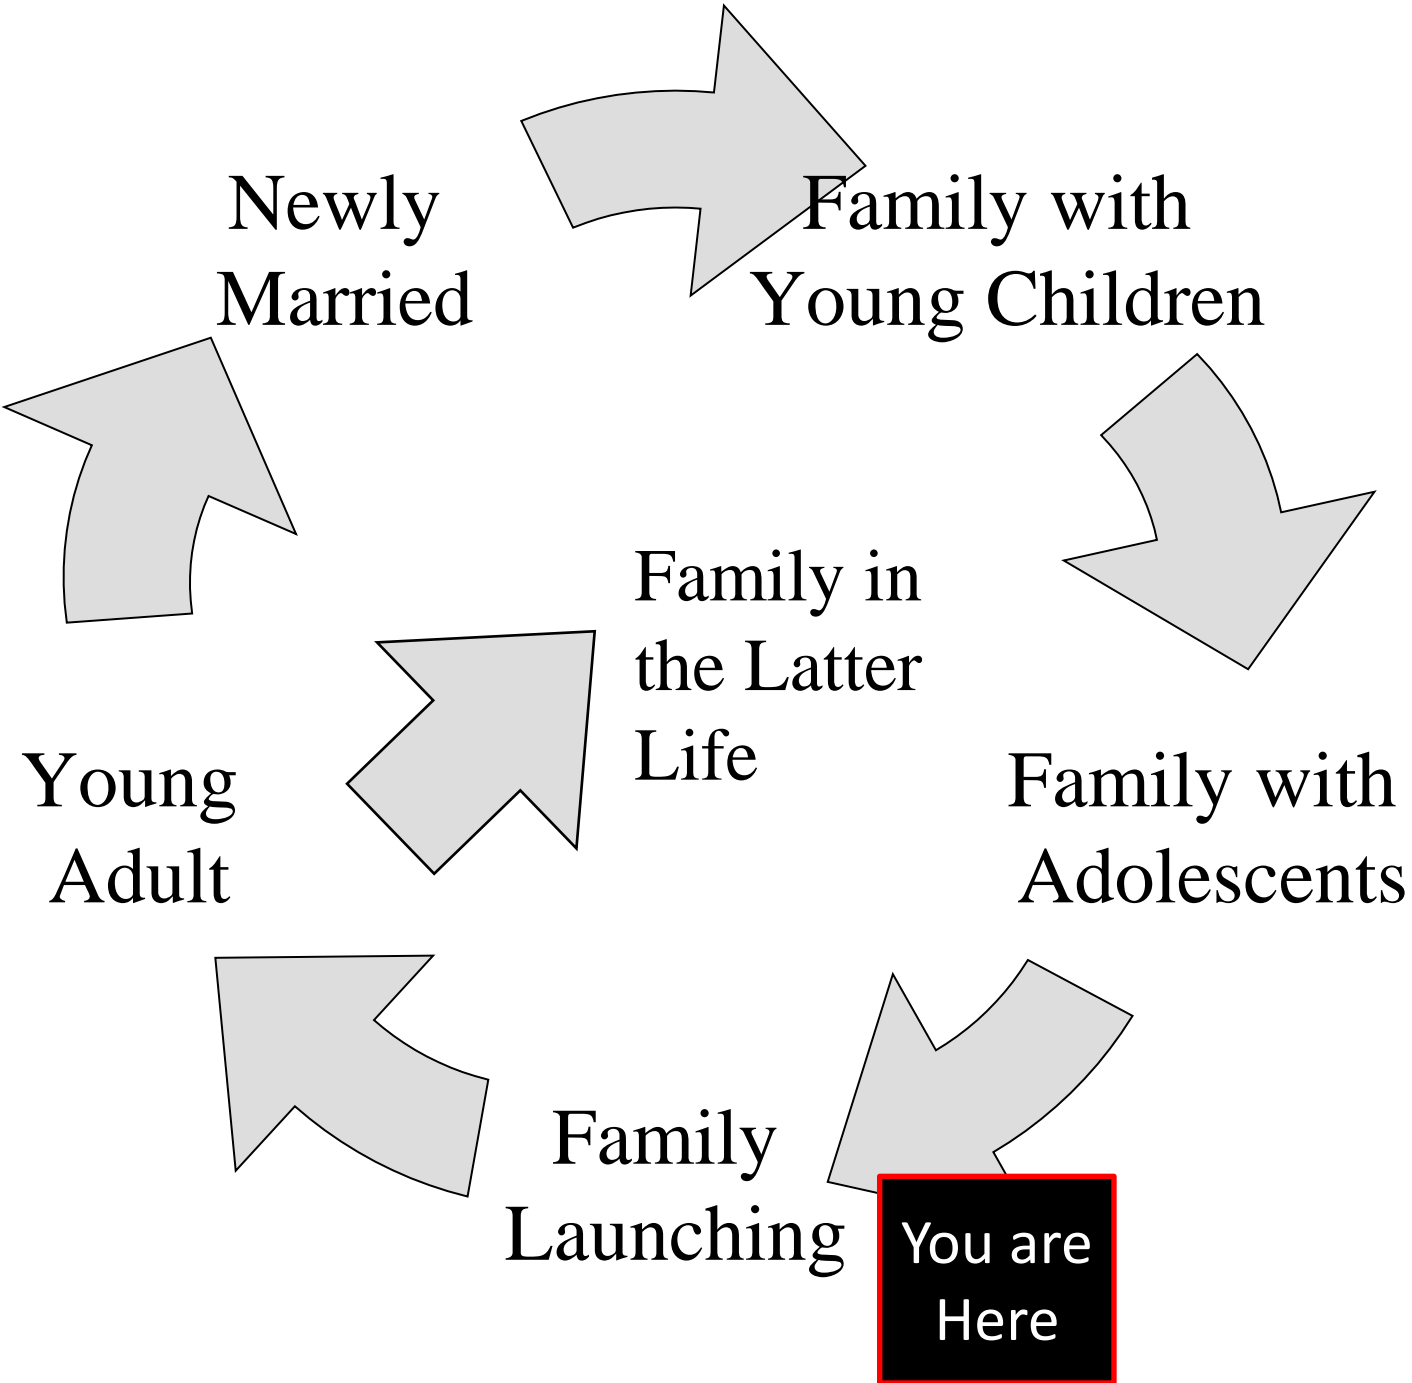 Newly
Married
Family with
Young Children
Family in
the Latter
Life
Young
Adult
Family with
Adolescents
Family
Launching
You are
Here